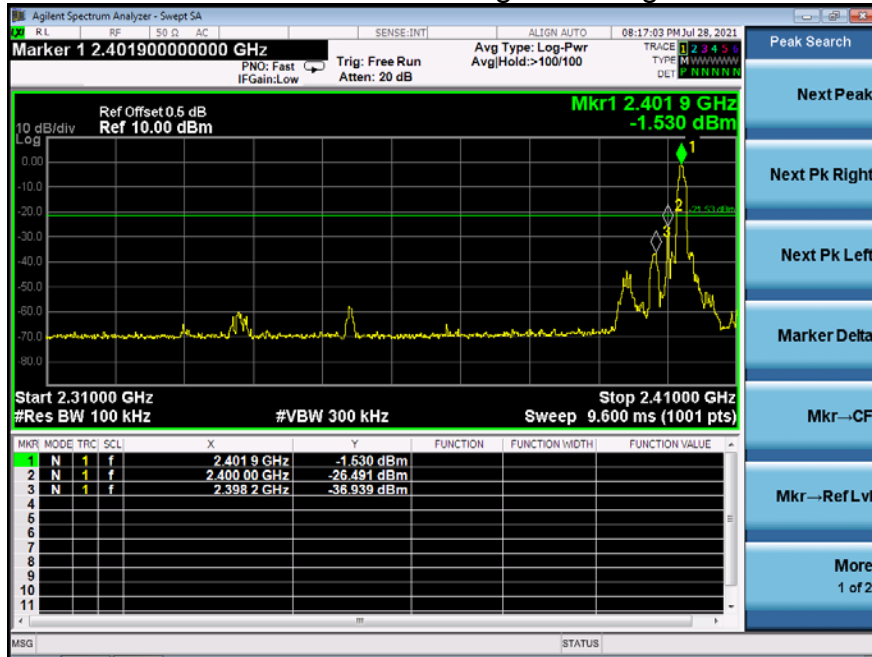 Agilent Spectrum Analyzer - Swept SA
RL RF 50 Ω AC SENSE:INT ALIGN AUTO 08:17:03 PM Jul 28, 2021
Marker 1 2.401900000000 GHz Avg Type: Log-Pwr TRACE 1 2 3 4 5 6
PNO: Fast Trig: Free Run Avg|Hold:>100/100 TYPE M WWWWW
IFGain:Low Atten: 20 dB DET P N N N N N
Peak Search
Next Peak
Next Pk Right
Next Pk Left
Marker Delta
Mkr→CF
Mkr→Ref Lvl
More
1 of 2
Ref Offset 0.5 dB Mkr1 2.401 9 GHz
10 dB/div Ref 10.00 dBm -1.530 dBm
Log
1
0.00
-10.0
-20.0
2 -21.53 dBm
-30.0
3
-40.0
-50.0
-60.0
-70.0
80.0
Start 2.31000 GHz Stop 2.41000 GHz
#Res BW 100 kHz #VBW 300 kHz Sweep 9.600 ms (1001 pts)
MKR MODE TRC SCL X Y FUNCTION FUNCTION WIDTH FUNCTION VALUE
1 N 1 f 2.401 9 GHz -1.530 dBm
2 N 1 f 2.400 00 GHz -26.491 dBm
3 N 1 f 2.398 2 GHz -36.939 dBm
4
5
6
7
8
9
10
11
MSG STATUS